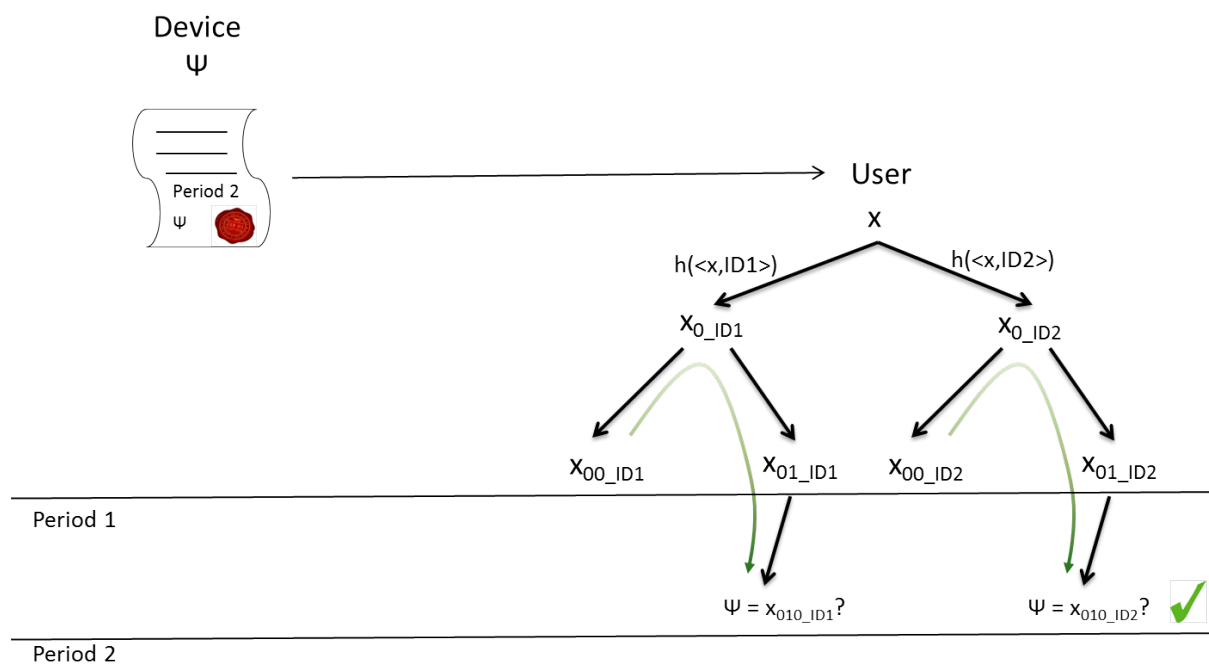 Device
Ψ
Period 2
Ψ
User
x
h(<x,ID1>)
h(<x,ID2>)
x0_ID1
x0_ID2
x00_ID1
x01_ID1
x00_ID2
x01_ID2
Period 1
Ψ = x010_ID1?
Ψ = x010_ID2?
Period 2